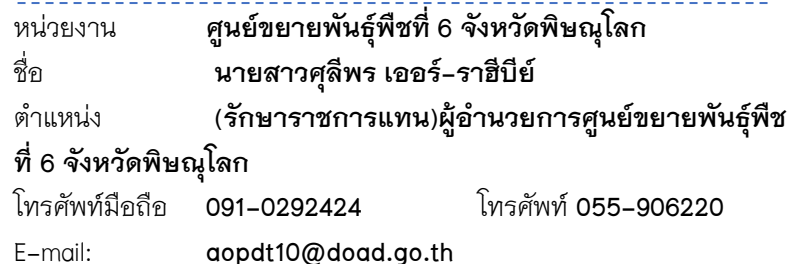 หน่วยงาน ศูนย์ขยายพันธุ์พืชที่ 6 จังหวัดพิษณุโลก
ชื่อ นายสาวศุลีพร เออร์-ราฮีบีย์
ตำแหน่ง (รักษาราชการแทน)ผู้อำนวยการศูนย์ขยายพันธุ์พืช
ที่ 6 จังหวัดพิษณุโลก
โทรศัพท์มือถือ 091-0292424 โทรศัพท์ 055-906220
E-mail: aopdt10@doad.go.th